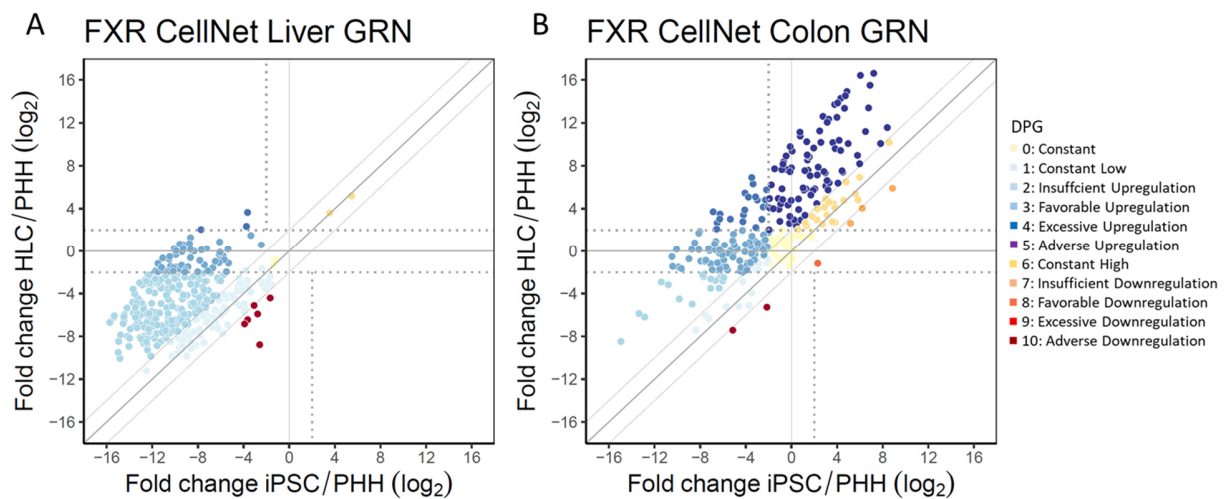 A
FXR CellNet Liver GRN
Fold change HLC/PHH (log2)
16
12
8
4
0
−4
−8
−12
−16
−16 −12 −8 −4 0 4 8 12 16
Fold change iPSC/PHH (log2)
B
FXR CellNet Colon GRN
Fold change HLC/PHH (log2)
16
12
8
4
0
−4
−8
−12
−16
−16 −12 −8 −4 0 4 8 12 16
Fold change iPSC/PHH (log2)
DPG
0: Constant
1: Constant Low
2: Insuffcient Upregulation
3: Favorable Upregulation
4: Excessive Upregulation
5: Adverse Upregulation
6: Constant High
7: Insufficient Downregulation
8: Favorable Downregulation
9: Excessive Downregulation
10: Adverse Downregulation